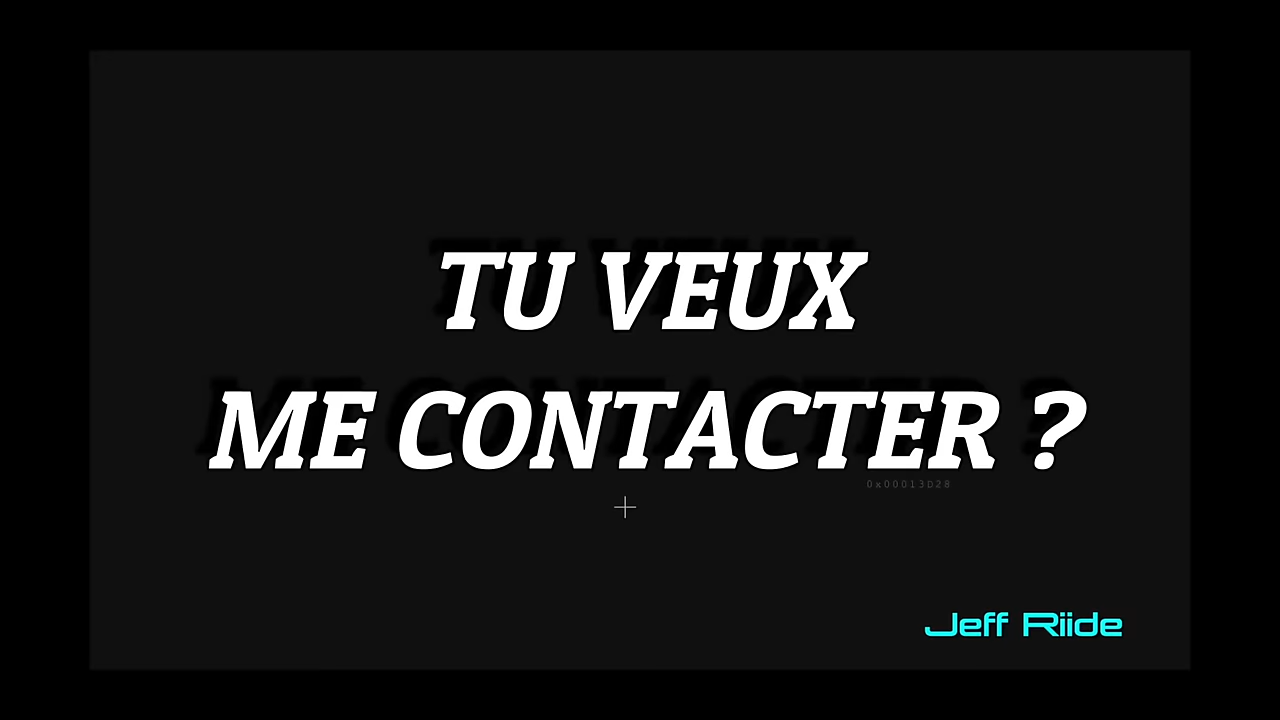 TU VEUX
ME CONTACTER ?
0x00013D28
Jeff Riide